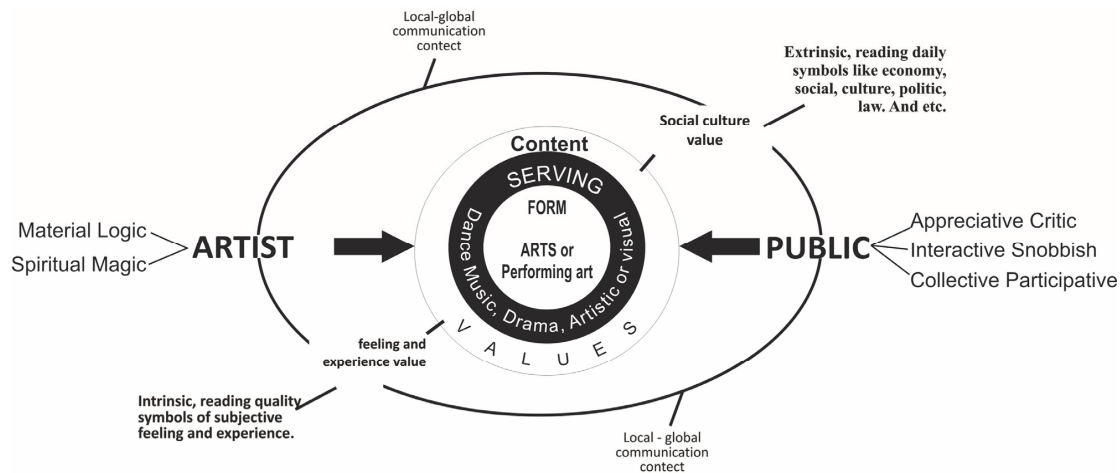 Local-global
communication
contect
Extrinsic, reading daily
symbols like economy,
social, culture, politic,
law. And etc.
Social culture
value
Content
SERVING
FORM
ARTS or
Performing art
Dance Music, Drama, Artistic or visual
V A L U E S
Material Logic
Spiritual Magic
ARTIST
PUBLIC
Appreciative Critic
Interactive Snobbish
Collective Participative
feeling and
experience value
Intrinsic, reading quality
symbols of subjective
feeling and experience.
Local - global
communication
contect